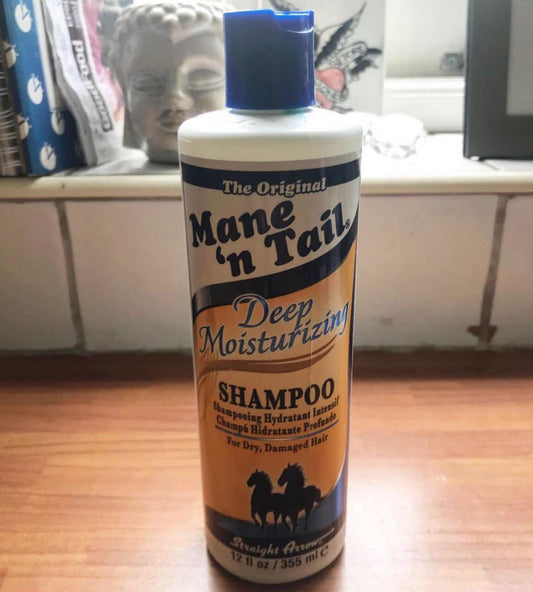 The Original
Mane
'n Tail®
Deep
Moisturizing
SHAMPOO
Shampooing Hydratant Intensif
Champú Hidratante Profundo
For Dry, Damaged Hair
Straight Arrow
12 fl oz / 355 ml e